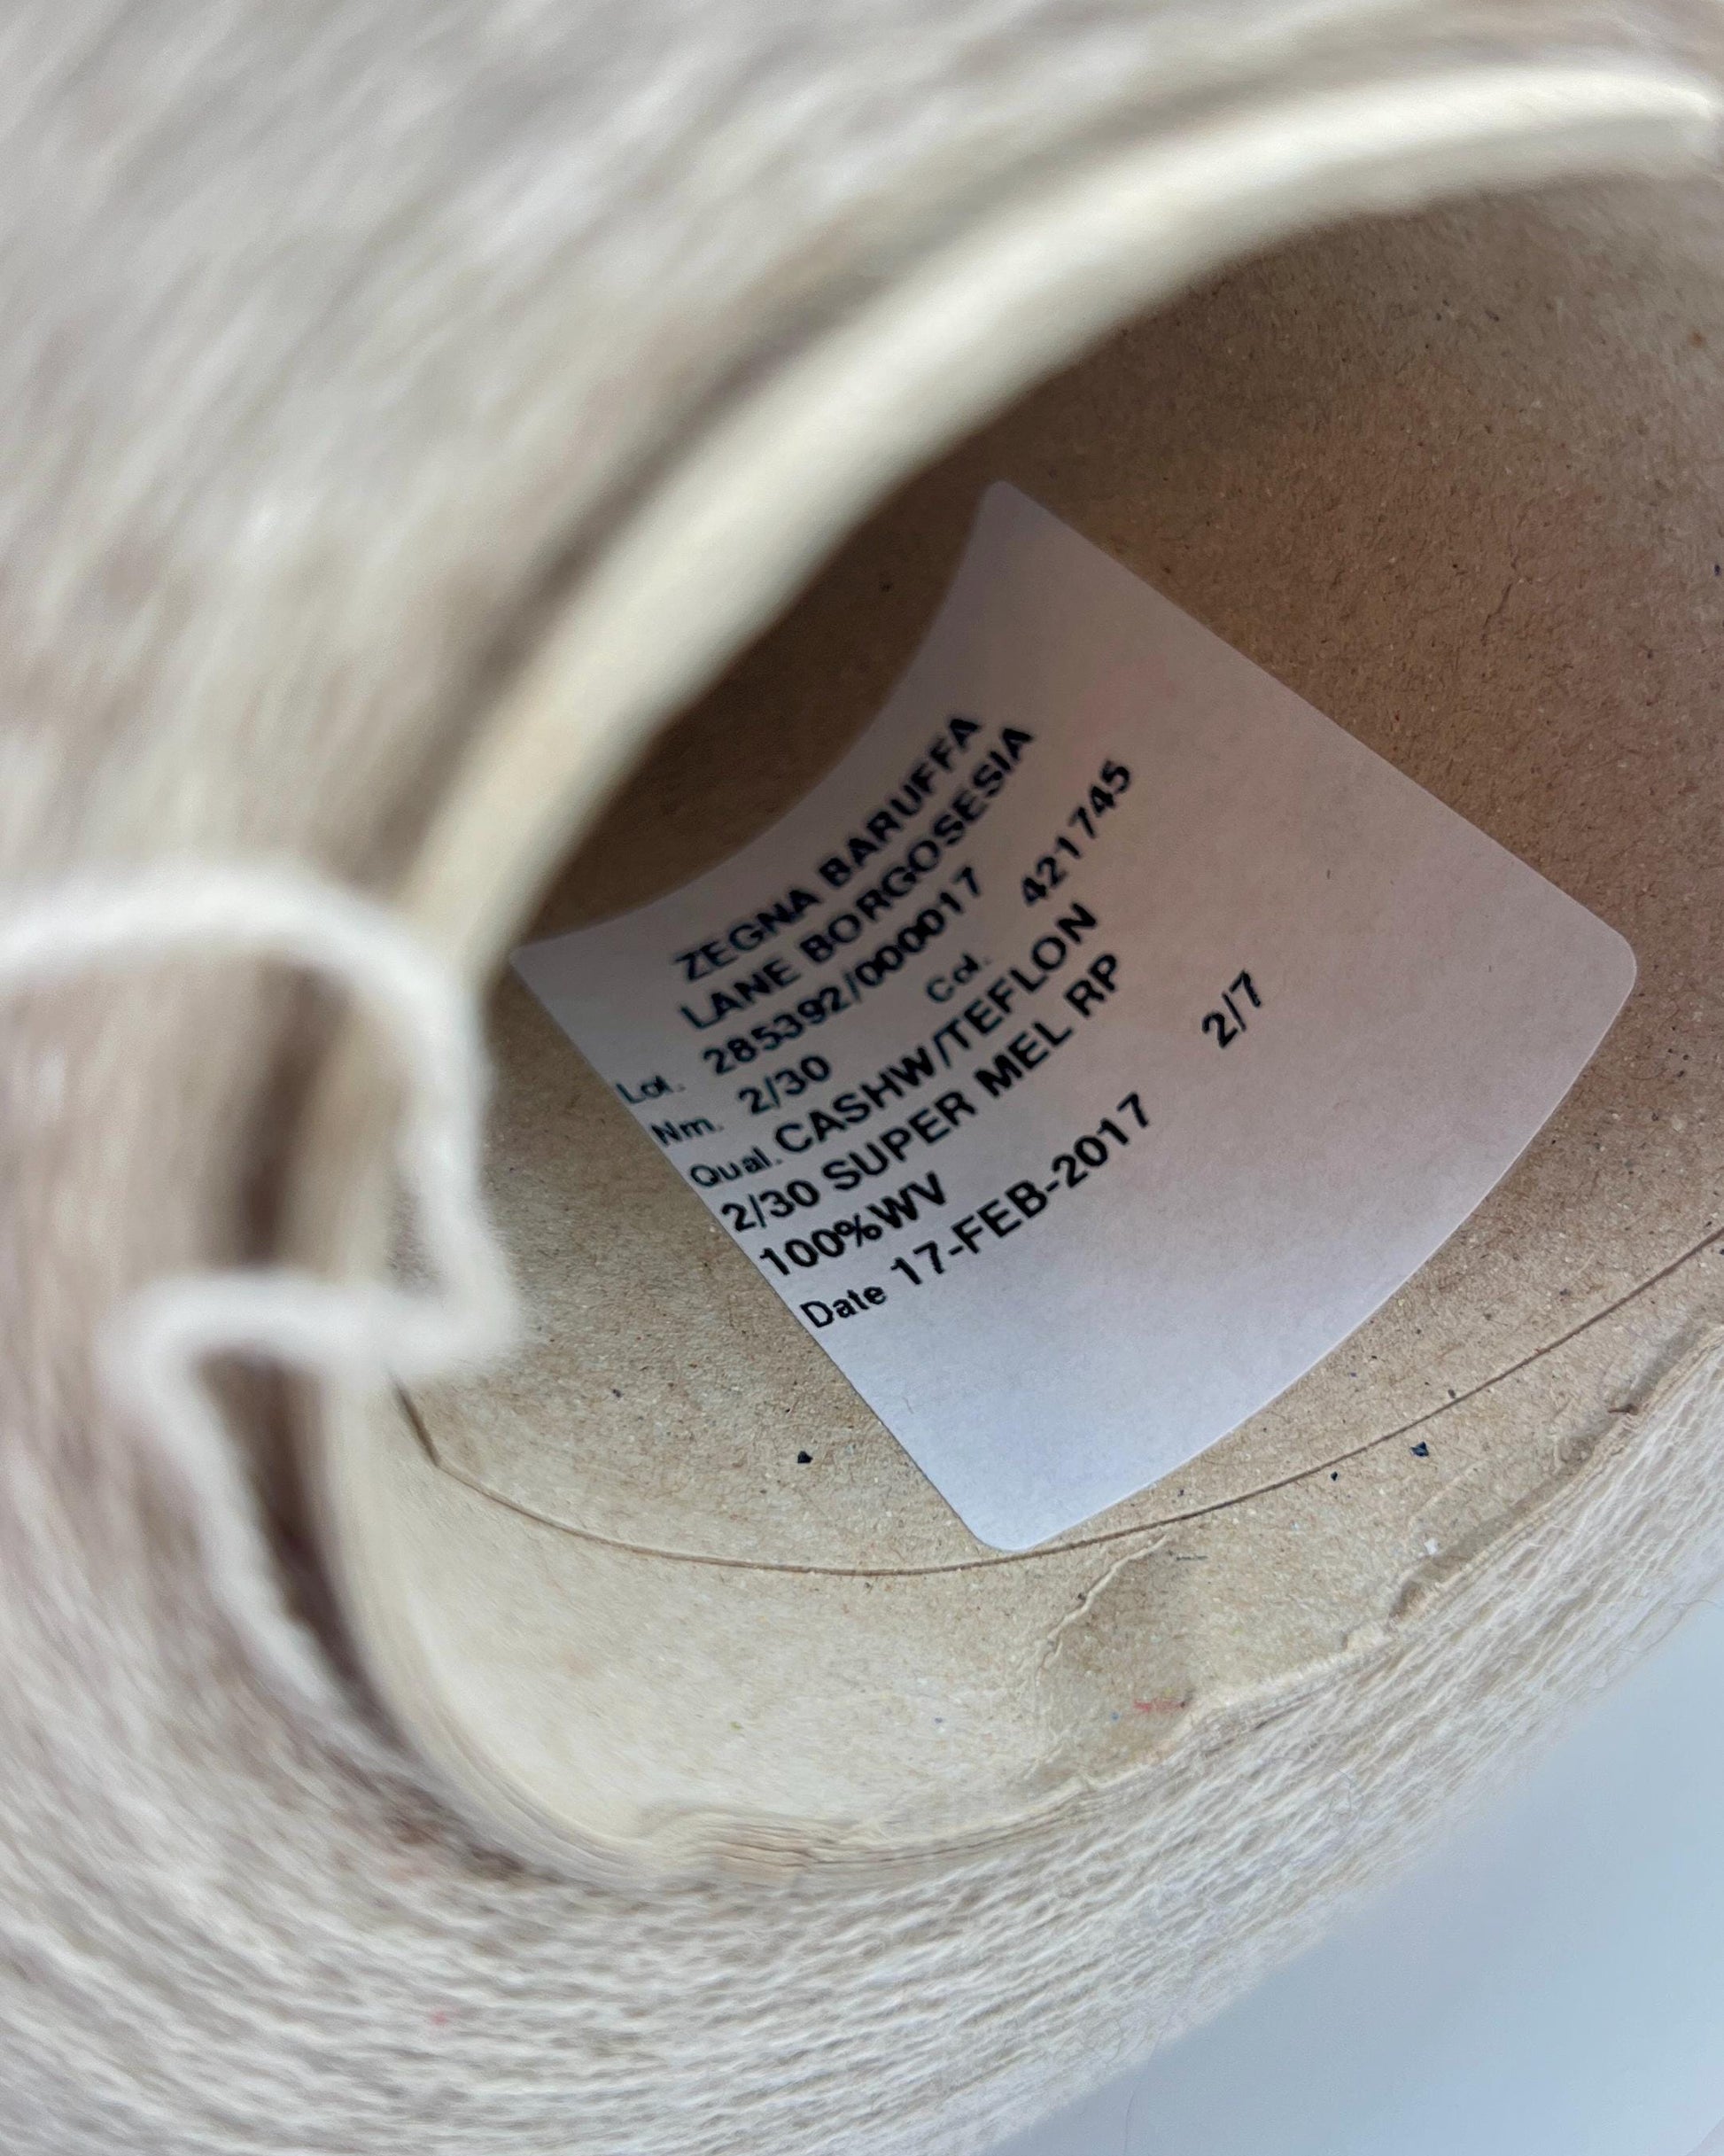 ZEGNA BARUFFA
LANE BORGOSESIA
Lot. 285392/000017
Nm. 2/30 Col. 421745
Qual. CASHW/TEFLON
2/30 SUPER MEL RP
100%WV 2/7
Date 17-FEB-2017